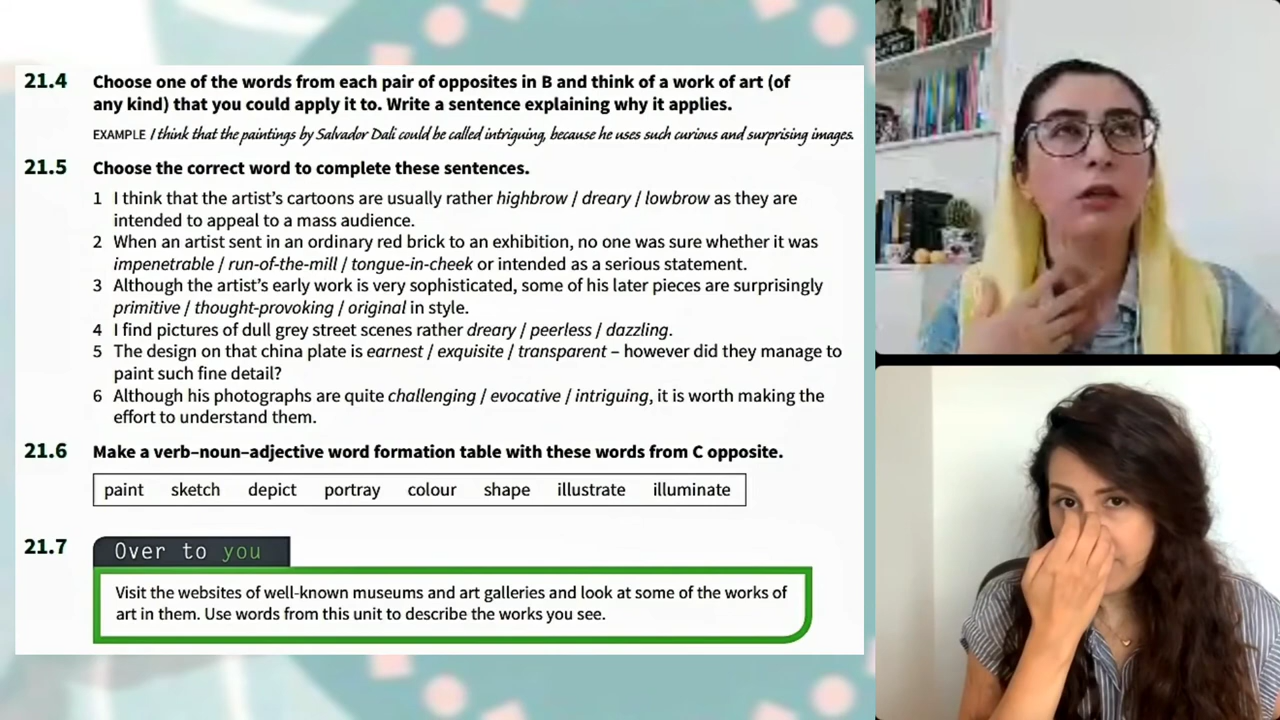 21.4 Choose one of the words from each pair of opposites in B and think of a work of art (of
any kind) that you could apply it to. Write a sentence explaining why it applies.
EXAMPLE I think that the paintings by Salvador Dali could be called intriguing, because he uses such curious and surprising images.
21.5 Choose the correct word to complete these sentences.
1 I think that the artist's cartoons are usually rather highbrow / dreary / lowbrow as they are
intended to appeal to a mass audience.
2 When an artist sent in an ordinary red brick to an exhibition, no one was sure whether it was
impenetrable / run-of-the-mill / tongue-in-cheek or intended as a serious statement.
3 Although the artist's early work is very sophisticated, some of his later pieces are surprisingly
primitive / thought-provoking / original in style.
4 I find pictures of dull grey street scenes rather dreary / peerless / dazzling.
5 The design on that china plate is earnest / exquisite / transparent – however did they manage to
paint such fine detail?
6 Although his photographs are quite challenging / evocative / intriguing, it is worth making the
effort to understand them.
21.6 Make a verb–noun–adjective word formation table with these words from C opposite.
paint sketch depict portray colour shape illustrate illuminate
21.7 Over to you
Visit the websites of well-known museums and art galleries and look at some of the works of
art in them. Use words from this unit to describe the works you see.